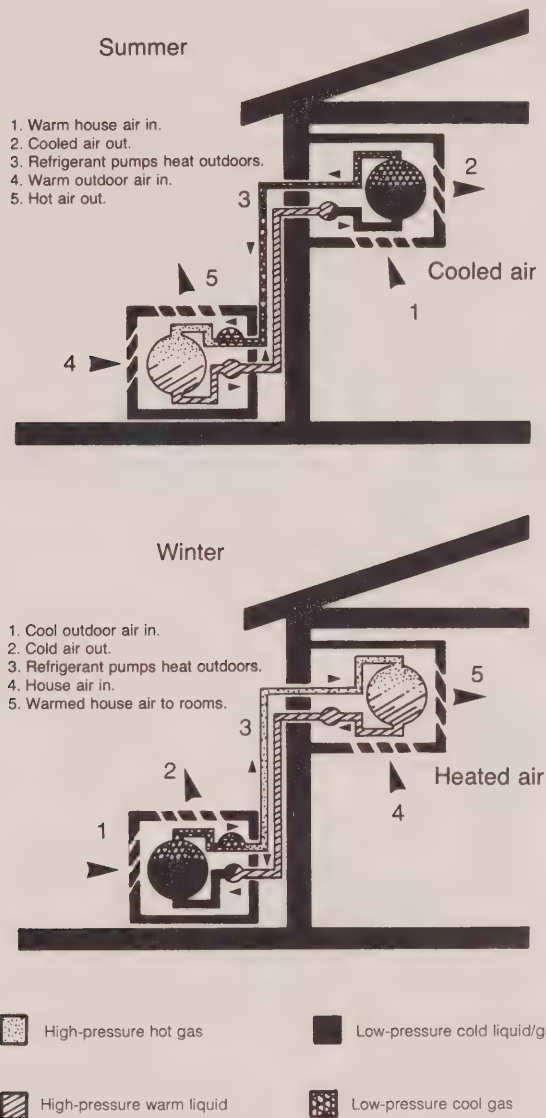 Summer
1. Warm house air in.
2. Cooled air out.
3. Refrigerant pumps heat outdoors.
4. Warm outdoor air in.
5. Hot air out.
2
3
Cooled air
1
5
4
Winter
1. Cool outdoor air in.
2. Cold air out.
3. Refrigerant pumps heat outdoors.
4. House air in.
5. Warmed house air to rooms.
5
3
Heated air
4
2
1
High-pressure hot gas
Low-pressure cold liquid/g
High-pressure warm liquid
Low-pressure cool gas